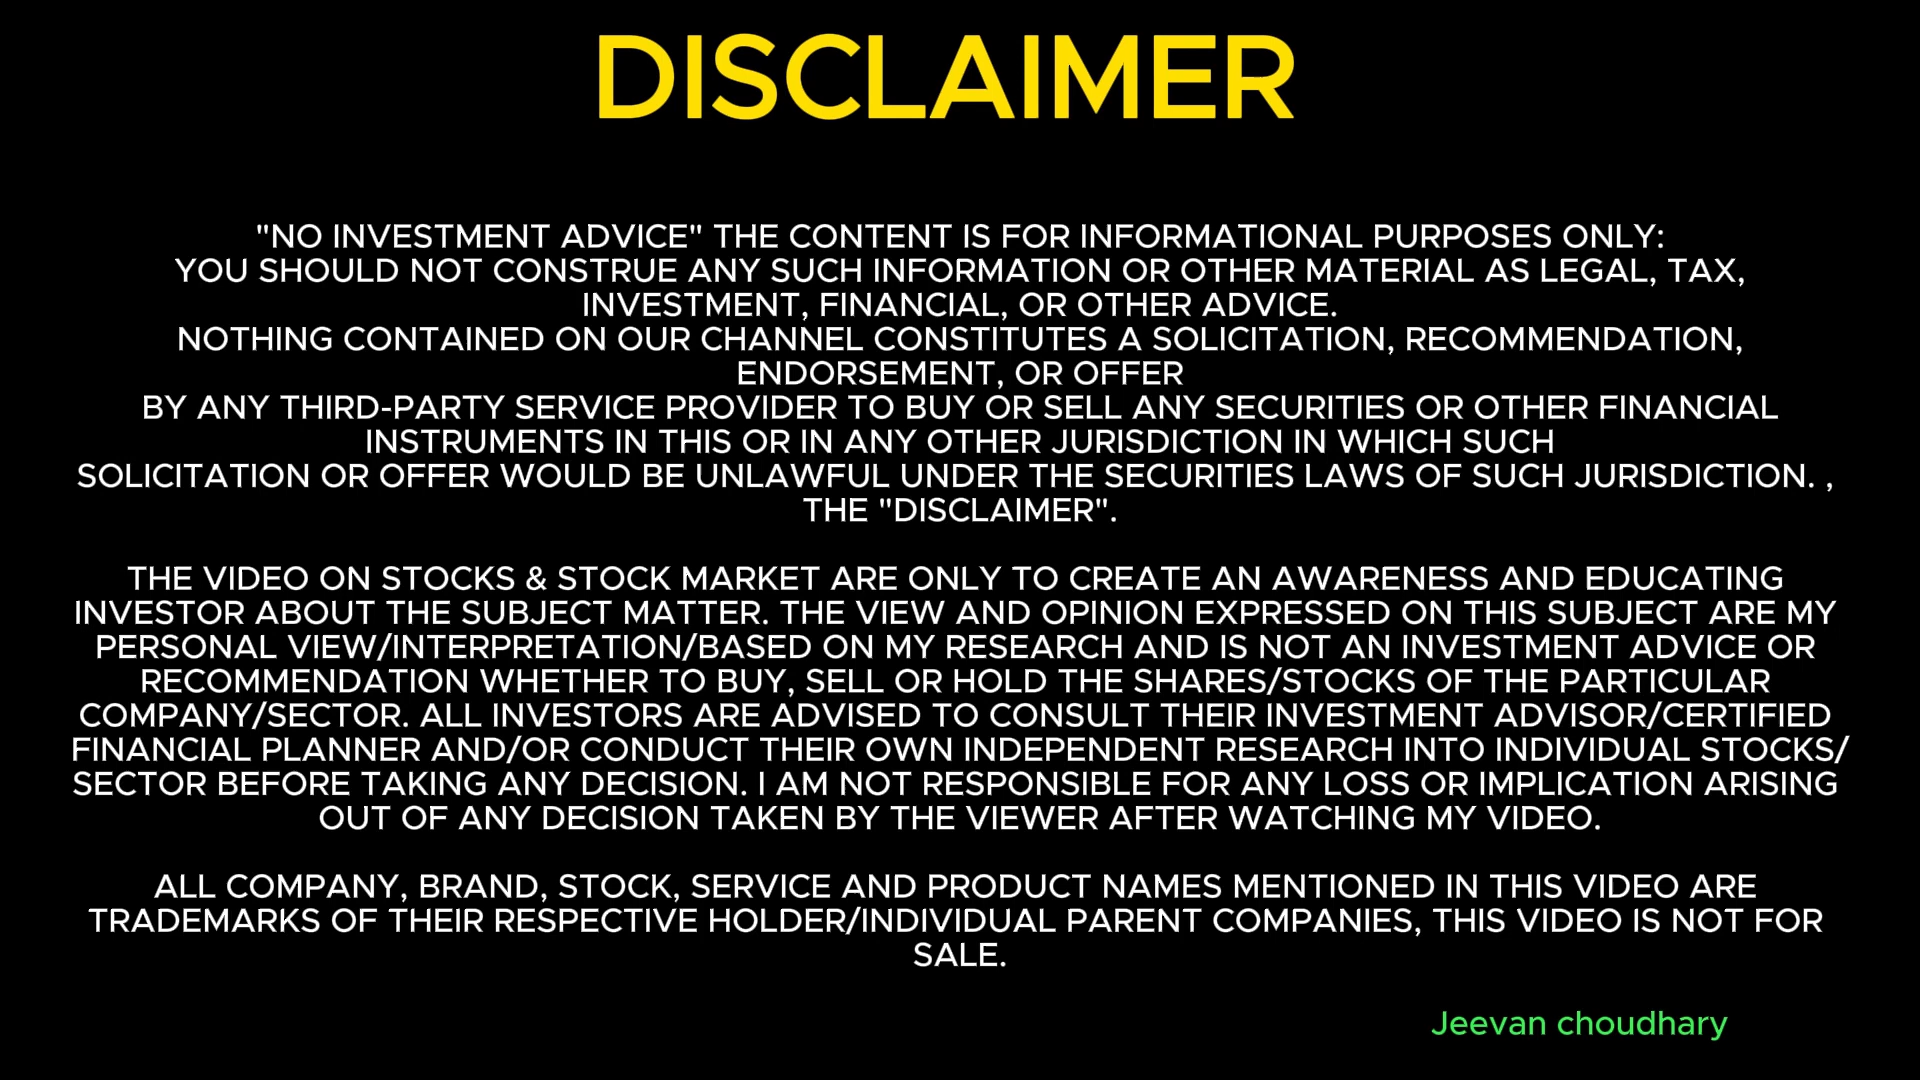 DISCLAIMER
"NO INVESTMENT ADVICE" THE CONTENT IS FOR INFORMATIONAL PURPOSES ONLY:
YOU SHOULD NOT CONSTRUE ANY SUCH INFORMATION OR OTHER MATERIAL AS LEGAL, TAX,
INVESTMENT, FINANCIAL, OR OTHER ADVICE.
NOTHING CONTAINED ON OUR CHANNEL CONSTITUTES A SOLICITATION, RECOMMENDATION,
ENDORSEMENT, OR OFFER
BY ANY THIRD-PARTY SERVICE PROVIDER TO BUY OR SELL ANY SECURITIES OR OTHER FINANCIAL
INSTRUMENTS IN THIS OR IN ANY OTHER JURISDICTION IN WHICH SUCH
SOLICITATION OR OFFER WOULD BE UNLAWFUL UNDER THE SECURITIES LAWS OF SUCH JURISDICTION. ,
THE "DISCLAIMER".
THE VIDEO ON STOCKS & STOCK MARKET ARE ONLY TO CREATE AN AWARENESS AND EDUCATING
INVESTOR ABOUT THE SUBJECT MATTER. THE VIEW AND OPINION EXPRESSED ON THIS SUBJECT ARE MY
PERSONAL VIEW/INTERPRETATION/BASED ON MY RESEARCH AND IS NOT AN INVESTMENT ADVICE OR
RECOMMENDATION WHETHER TO BUY, SELL OR HOLD THE SHARES/STOCKS OF THE PARTICULAR
COMPANY/SECTOR. ALL INVESTORS ARE ADVISED TO CONSULT THEIR INVESTMENT ADVISOR/CERTIFIED
FINANCIAL PLANNER AND/OR CONDUCT THEIR OWN INDEPENDENT RESEARCH INTO INDIVIDUAL STOCKS/
SECTOR BEFORE TAKING ANY DECISION. I AM NOT RESPONSIBLE FOR ANY LOSS OR IMPLICATION ARISING
OUT OF ANY DECISION TAKEN BY THE VIEWER AFTER WATCHING MY VIDEO.
ALL COMPANY, BRAND, STOCK, SERVICE AND PRODUCT NAMES MENTIONED IN THIS VIDEO ARE
TRADEMARKS OF THEIR RESPECTIVE HOLDER/INDIVIDUAL PARENT COMPANIES, THIS VIDEO IS NOT FOR
SALE.
Jeevan choudhary